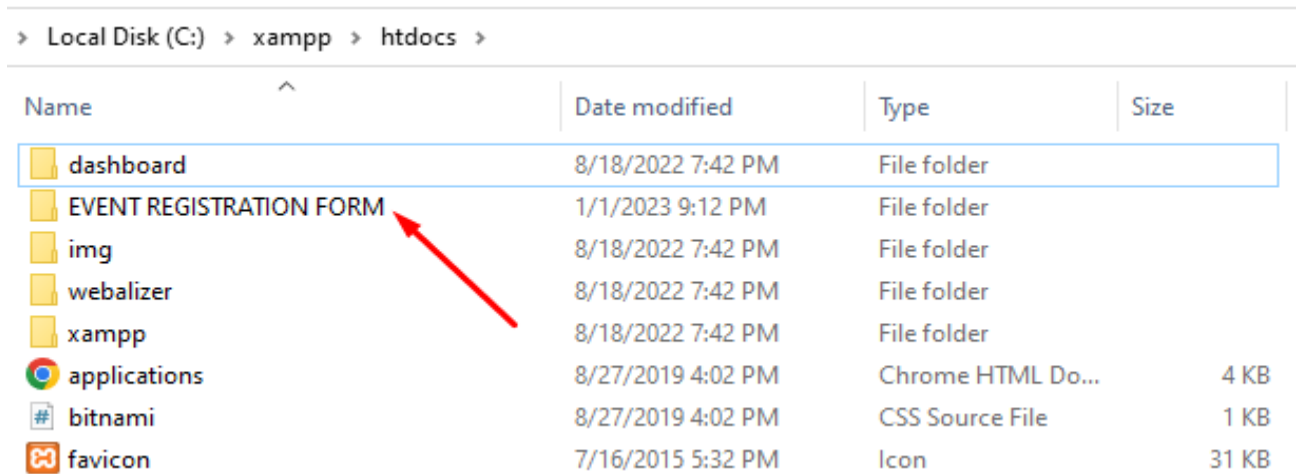 > Local Disk (C:) > xampp > htdocs >
Name Date modified Type Size
dashboard 8/18/2022 7:42 PM File folder
EVENT REGISTRATION FORM 1/1/2023 9:12 PM File folder
img 8/18/2022 7:42 PM File folder
webalizer 8/18/2022 7:42 PM File folder
xampp 8/18/2022 7:42 PM File folder
applications 8/27/2019 4:02 PM Chrome HTML Do... 4 KB
bitnami 8/27/2019 4:02 PM CSS Source File 1 KB
favicon 7/16/2015 5:32 PM Icon 31 KB